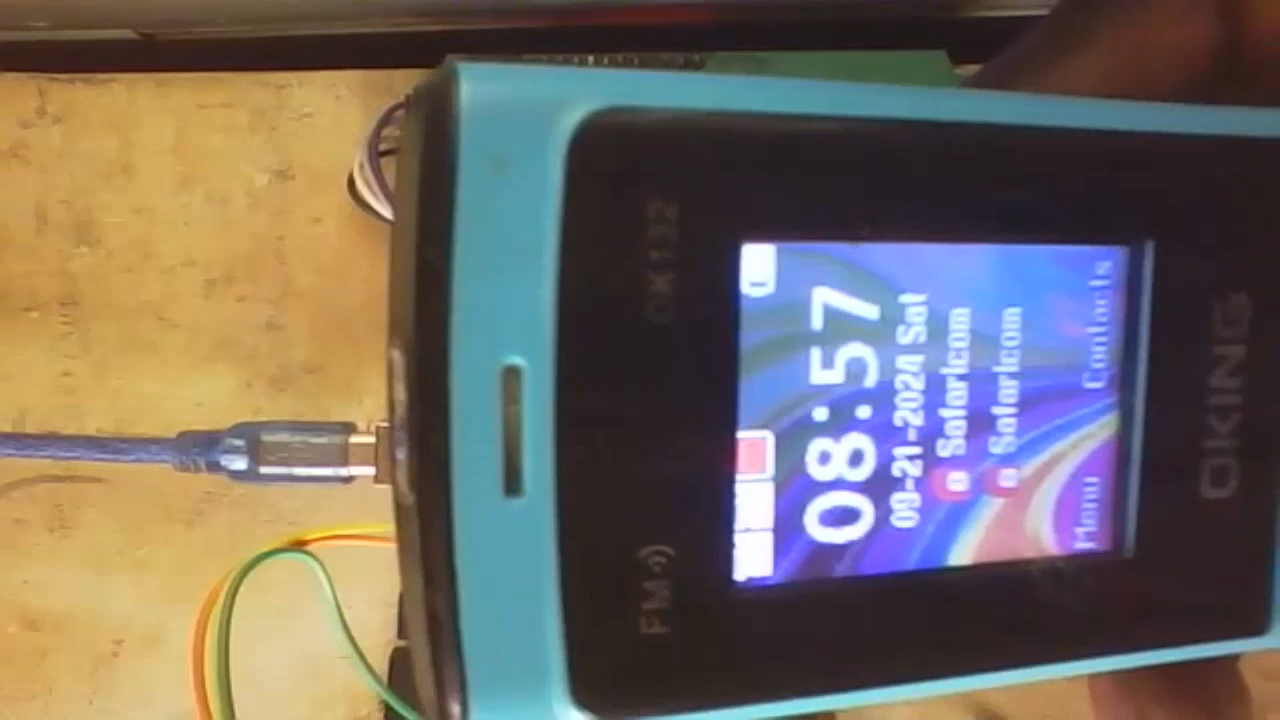 FM
OK132
08:57
09-21-2024 Sat
Safaricom
Safaricom
Menu Contacts
OKING